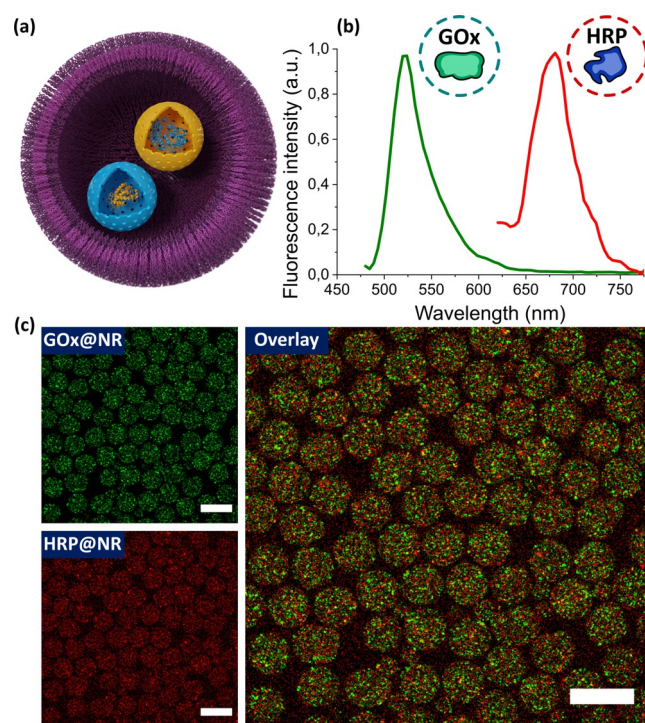 (a)
(b)
GOx
HRP
Fluorescence intensity (a.u.)
1,0
0,8
0,6
0,4
0,2
0,0
450 500 550 600 650 700 750
Wavelength (nm)
(c)
GOx@NR
Overlay
HRP@NR